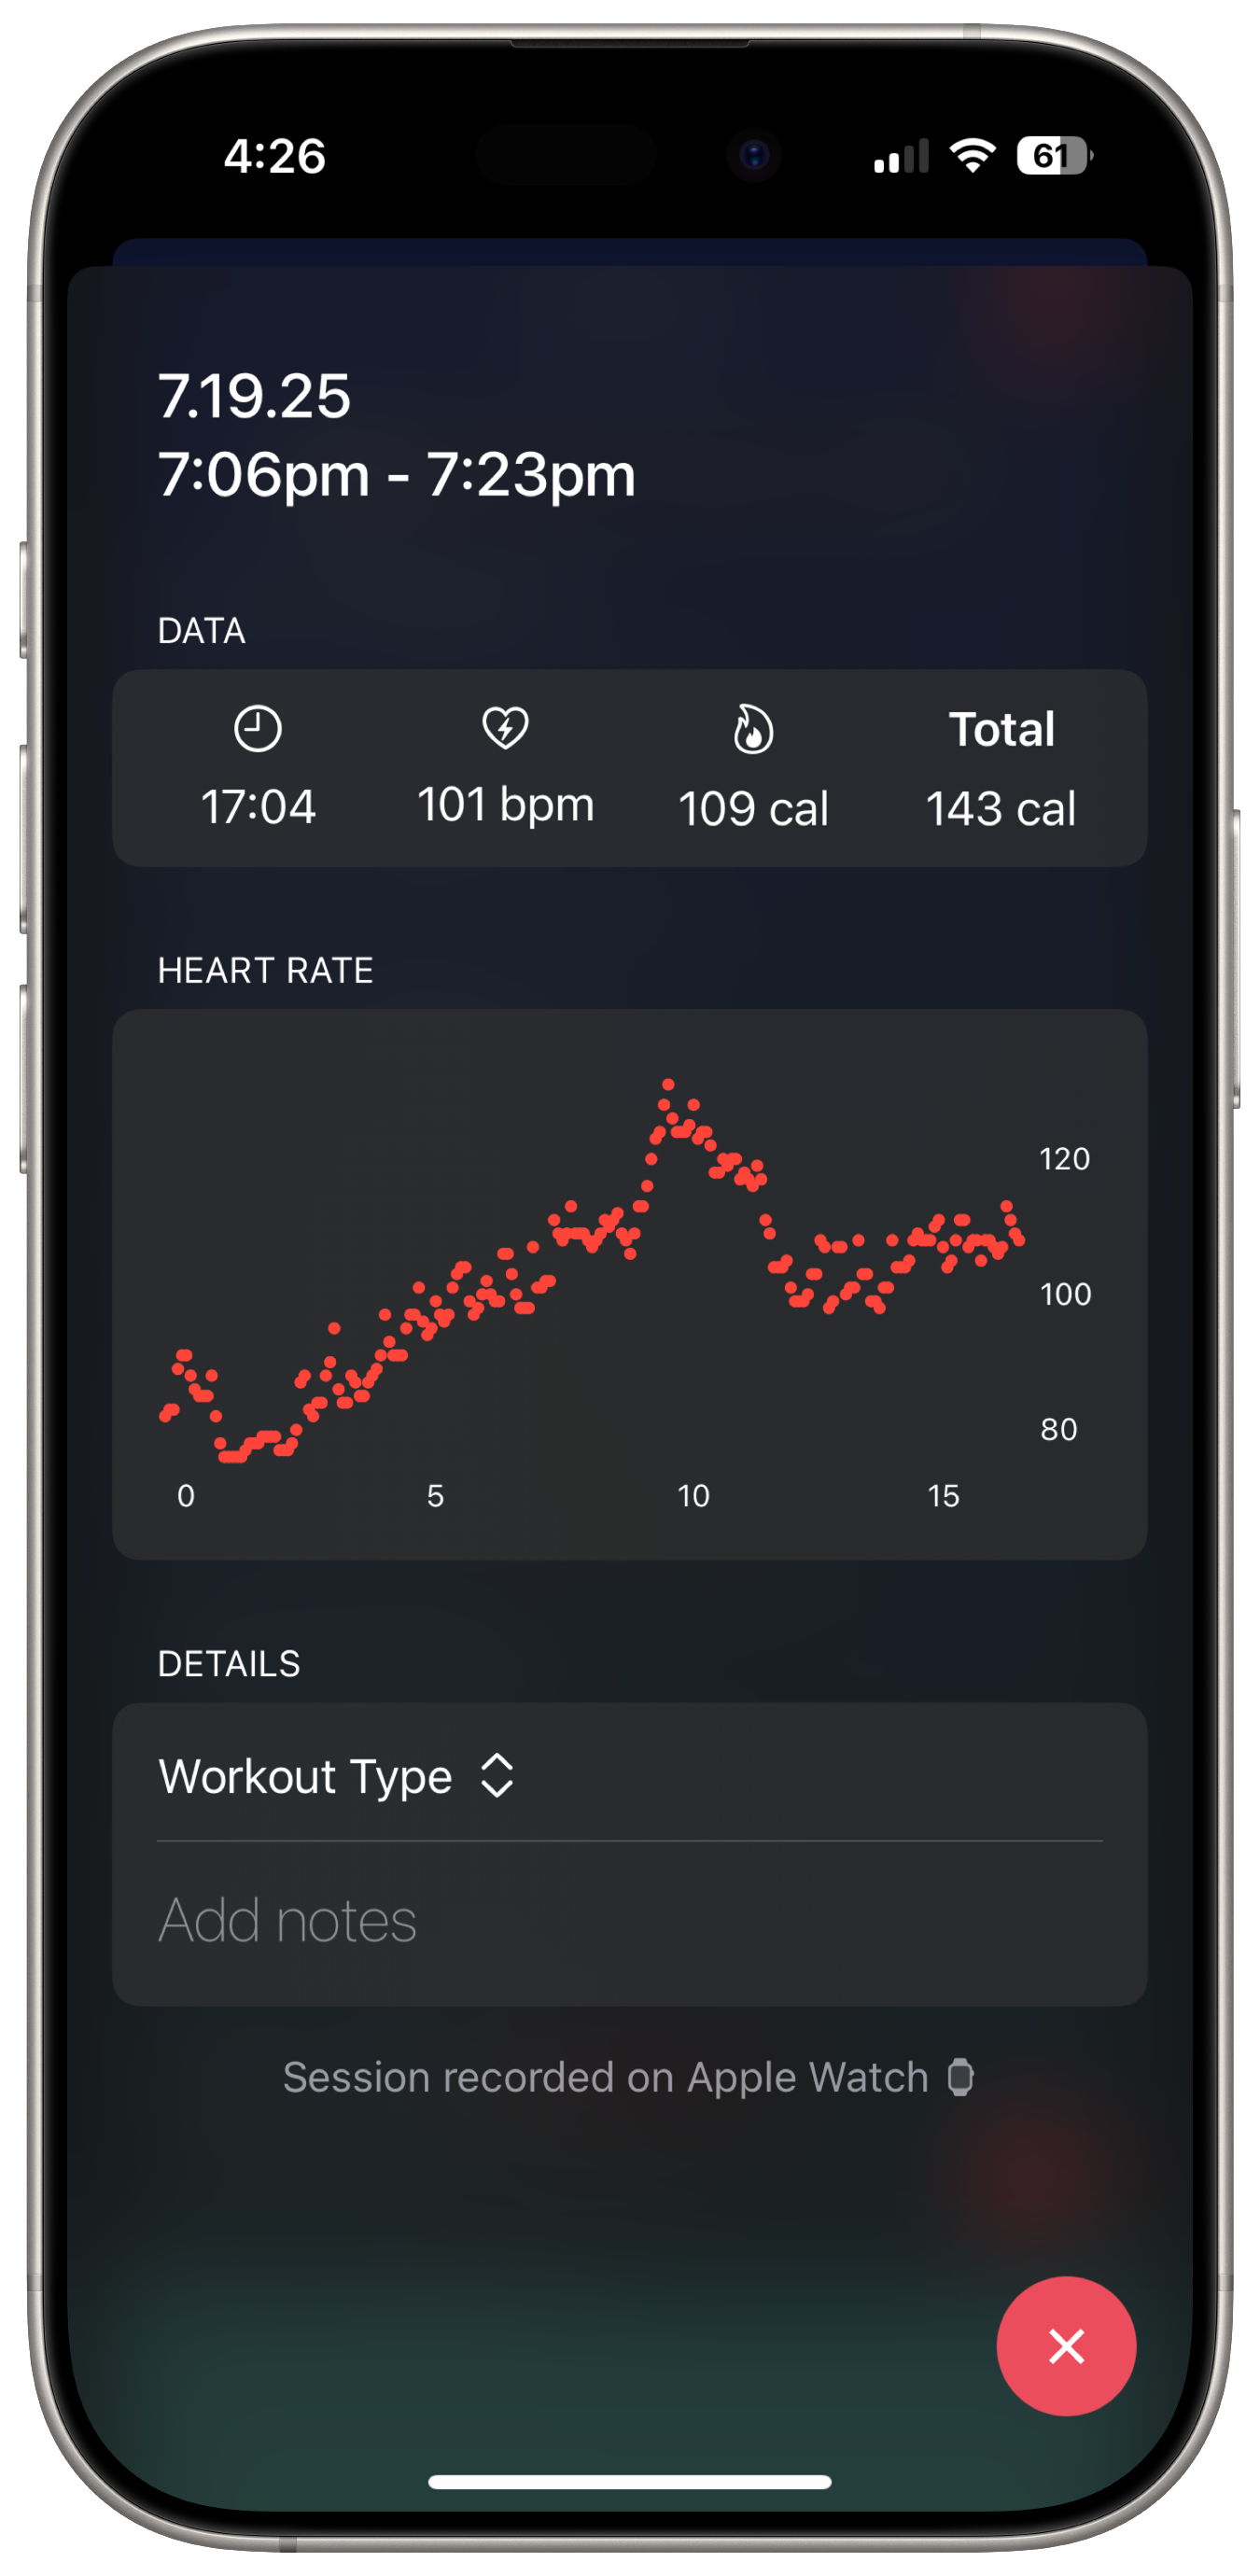 4:26
61
7.19.25
7:06pm - 7:23pm
DATA
Total
17:04 101 bpm 109 cal 143 cal
HEART RATE
120
100
80
0 5 10 15
DETAILS
Workout Type
Add notes
Session recorded on Apple Watch